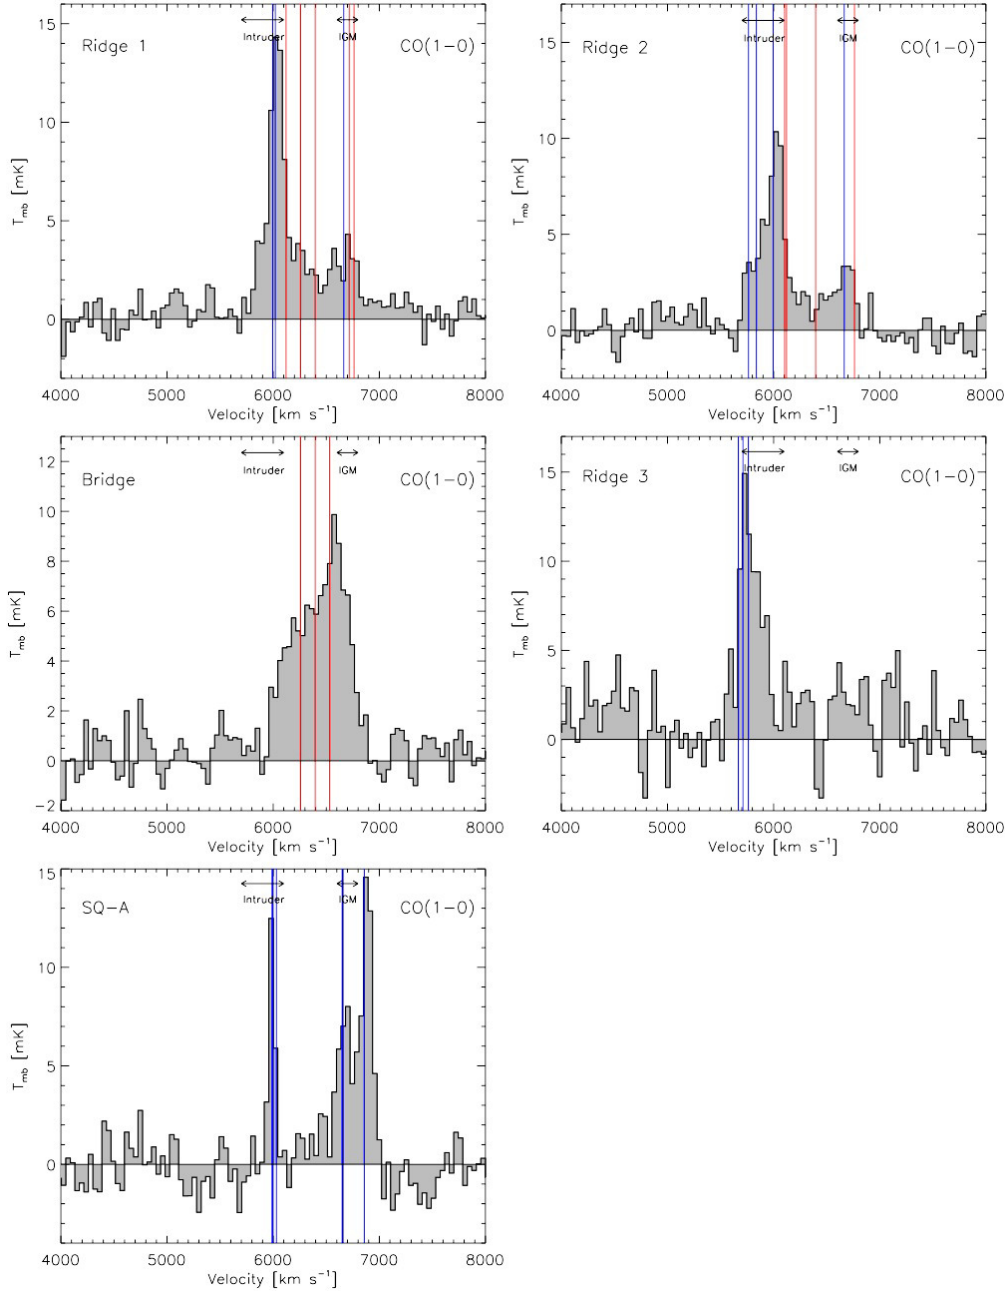 Ridge 1
Intruder
IGM
CO(1−0)
16
15
10
5
0
T_mb [mK]
4000 5000 6000 7000 8000
Velocity [km s⁻¹]
Ridge 2
Intruder
IGM
CO(1−0)
15
10
5
0
T_mb [mK]
4000 5000 6000 7000 8000
Velocity [km s⁻¹]
Bridge
Intruder
IGM
CO(1−0)
12
10
8
6
4
2
0
−2
T_mb [mK]
4000 5000 6000 7000 8000
Velocity [km s⁻¹]
Ridge 3
Intruder
IGM
CO(1−0)
15
10
5
0
T_mb [mK]
4000 5000 6000 7000 8000
Velocity [km s⁻¹]
SQ−A
Intruder
IGM
CO(1−0)
15
10
5
0
T_mb [mK]
4000 5000 6000 7000 8000
Velocity [km s⁻¹]